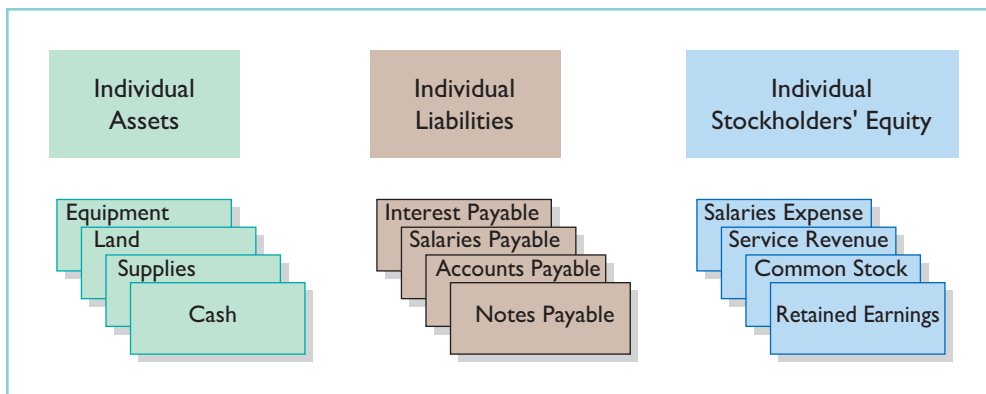 Individual
Assets
Individual
Liabilities
Individual
Stockholders' Equity
Equipment
Land
Supplies
Cash
Interest Payable
Salaries Payable
Accounts Payable
Notes Payable
Salaries Expense
Service Revenue
Common Stock
Retained Earnings